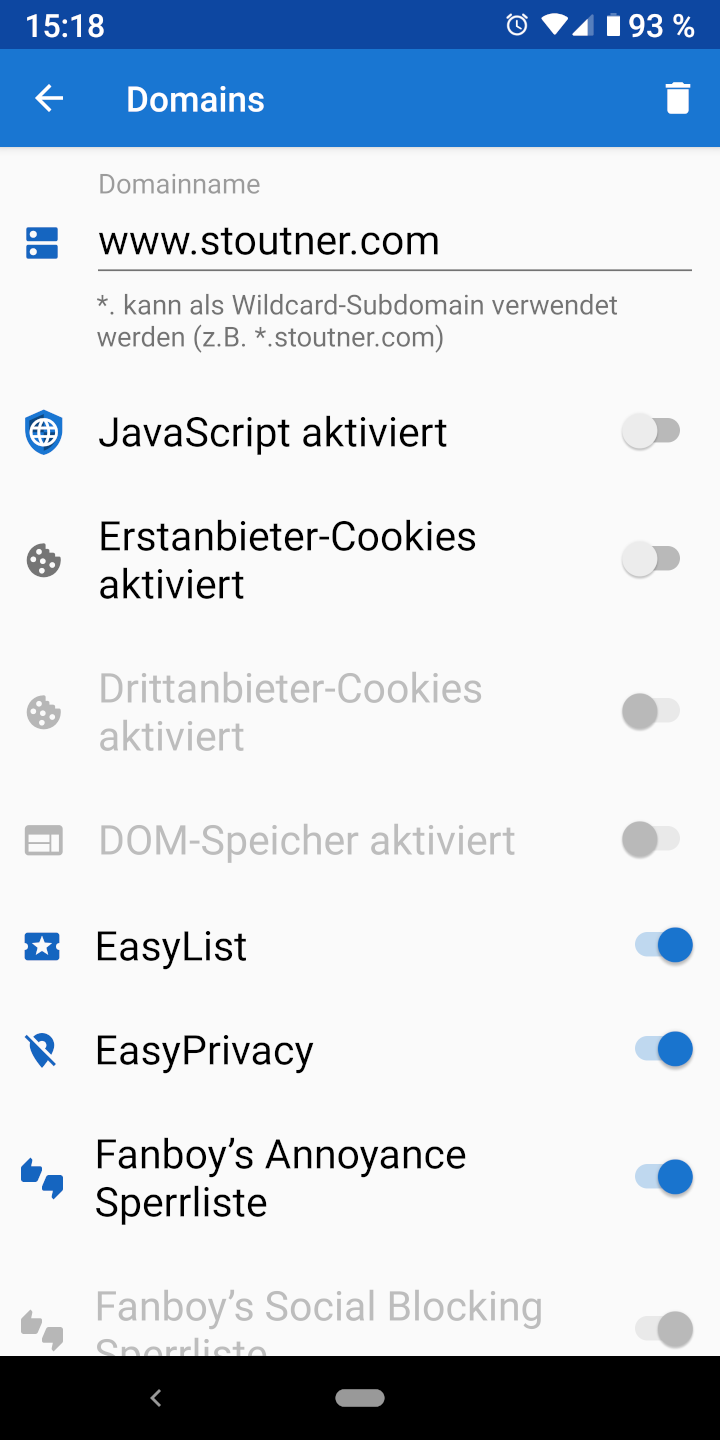 15:18
93 %
Domains
Domainname
www.stoutner.com
*. kann als Wildcard-Subdomain verwendet
werden (z.B. *.stoutner.com)
JavaScript aktiviert
Erstanbieter-Cookies
aktiviert
Drittanbieter-Cookies
aktiviert
DOM-Speicher aktiviert
EasyList
EasyPrivacy
Fanboy’s Annoyance
Sperrliste
Fanboy’s Social Blocking
Sperrliste